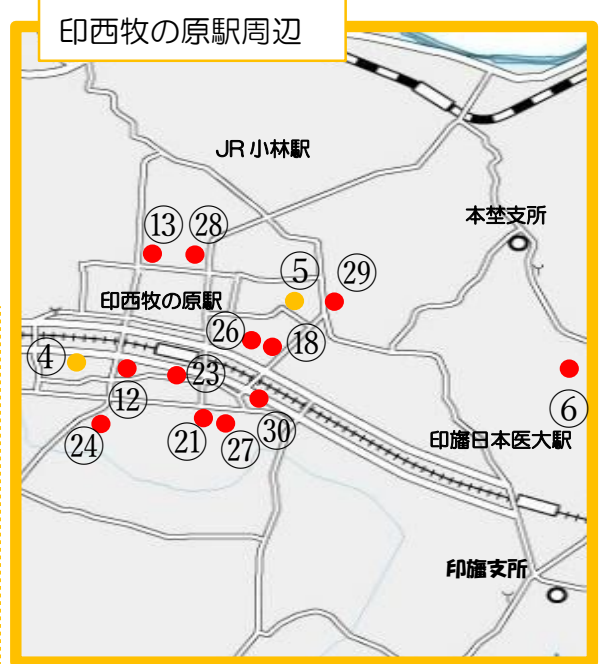 印西牧の原駅周辺
JR小林駅
本埜支所
⑬
㉘
⑤
㉙
印西牧の原駅
㉖
⑱
④
㉓
⑥
⑫
㉚
印旛日本医大駅
㉔
㉑
㉗
印旛支所